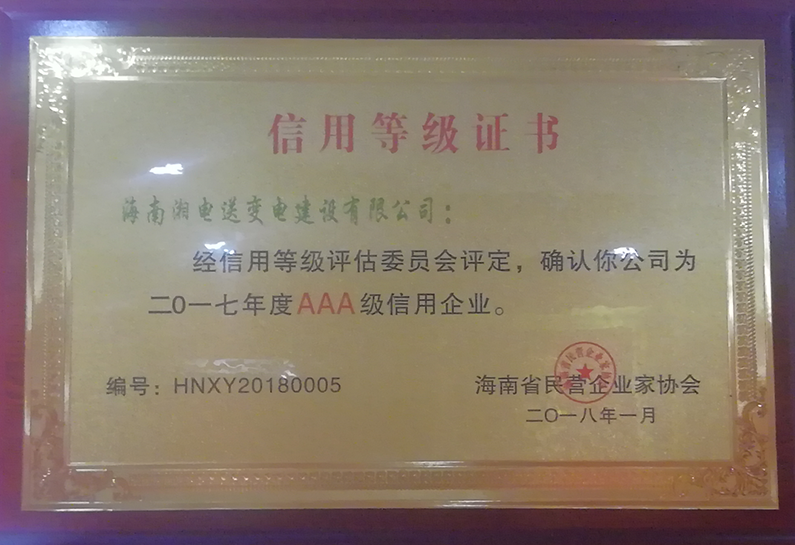 信用等级证书
海南湘电送变电建设有限公司：
经信用等级评估委员会评定，确认你公司为
二0一七年度AAA级信用企业。
编号：HNXY20180005
海南省民营企业家协会
二O一八年一月